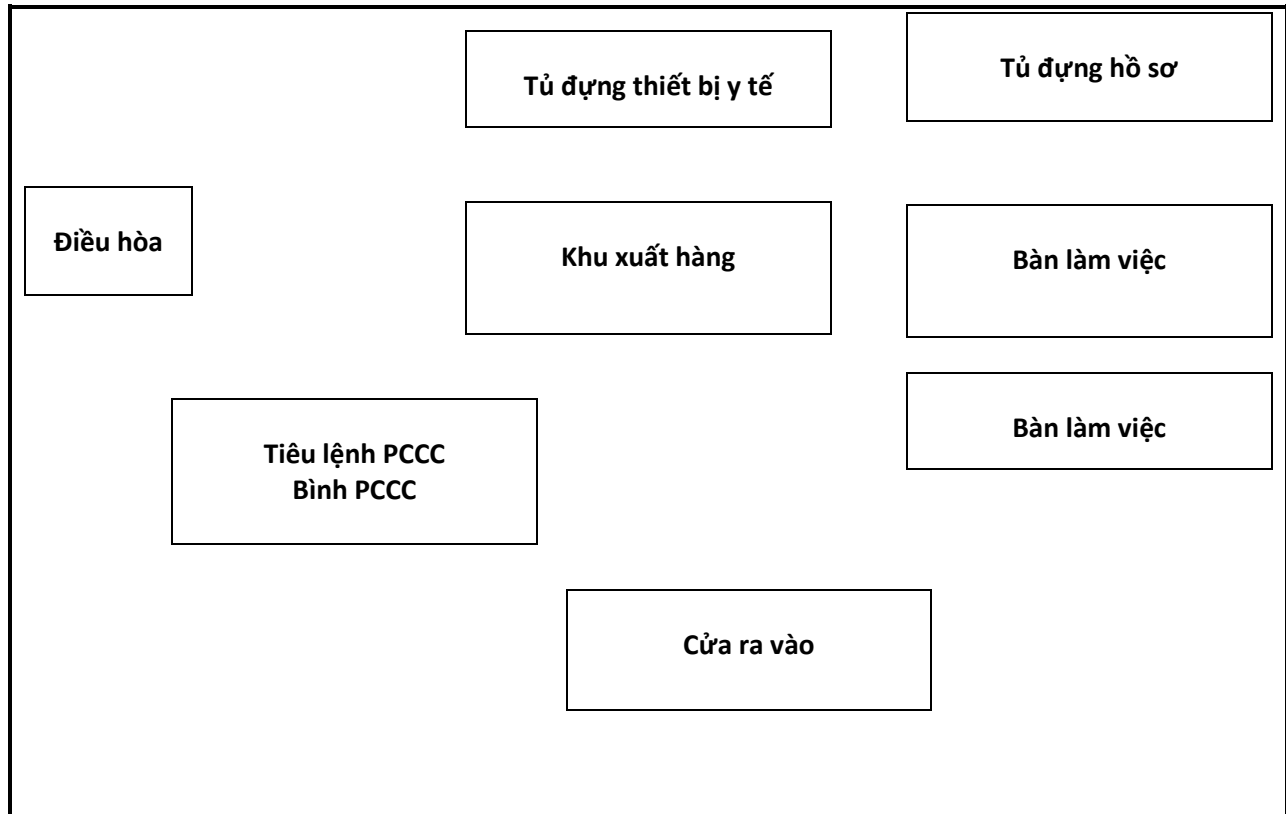 Tủ đựng thiết bị y tế
Tủ đựng hồ sơ
Điều hòa
Khu xuất hàng
Bàn làm việc
Bàn làm việc
Tiêu lệnh PCCC
Bình PCCC
Cửa ra vào